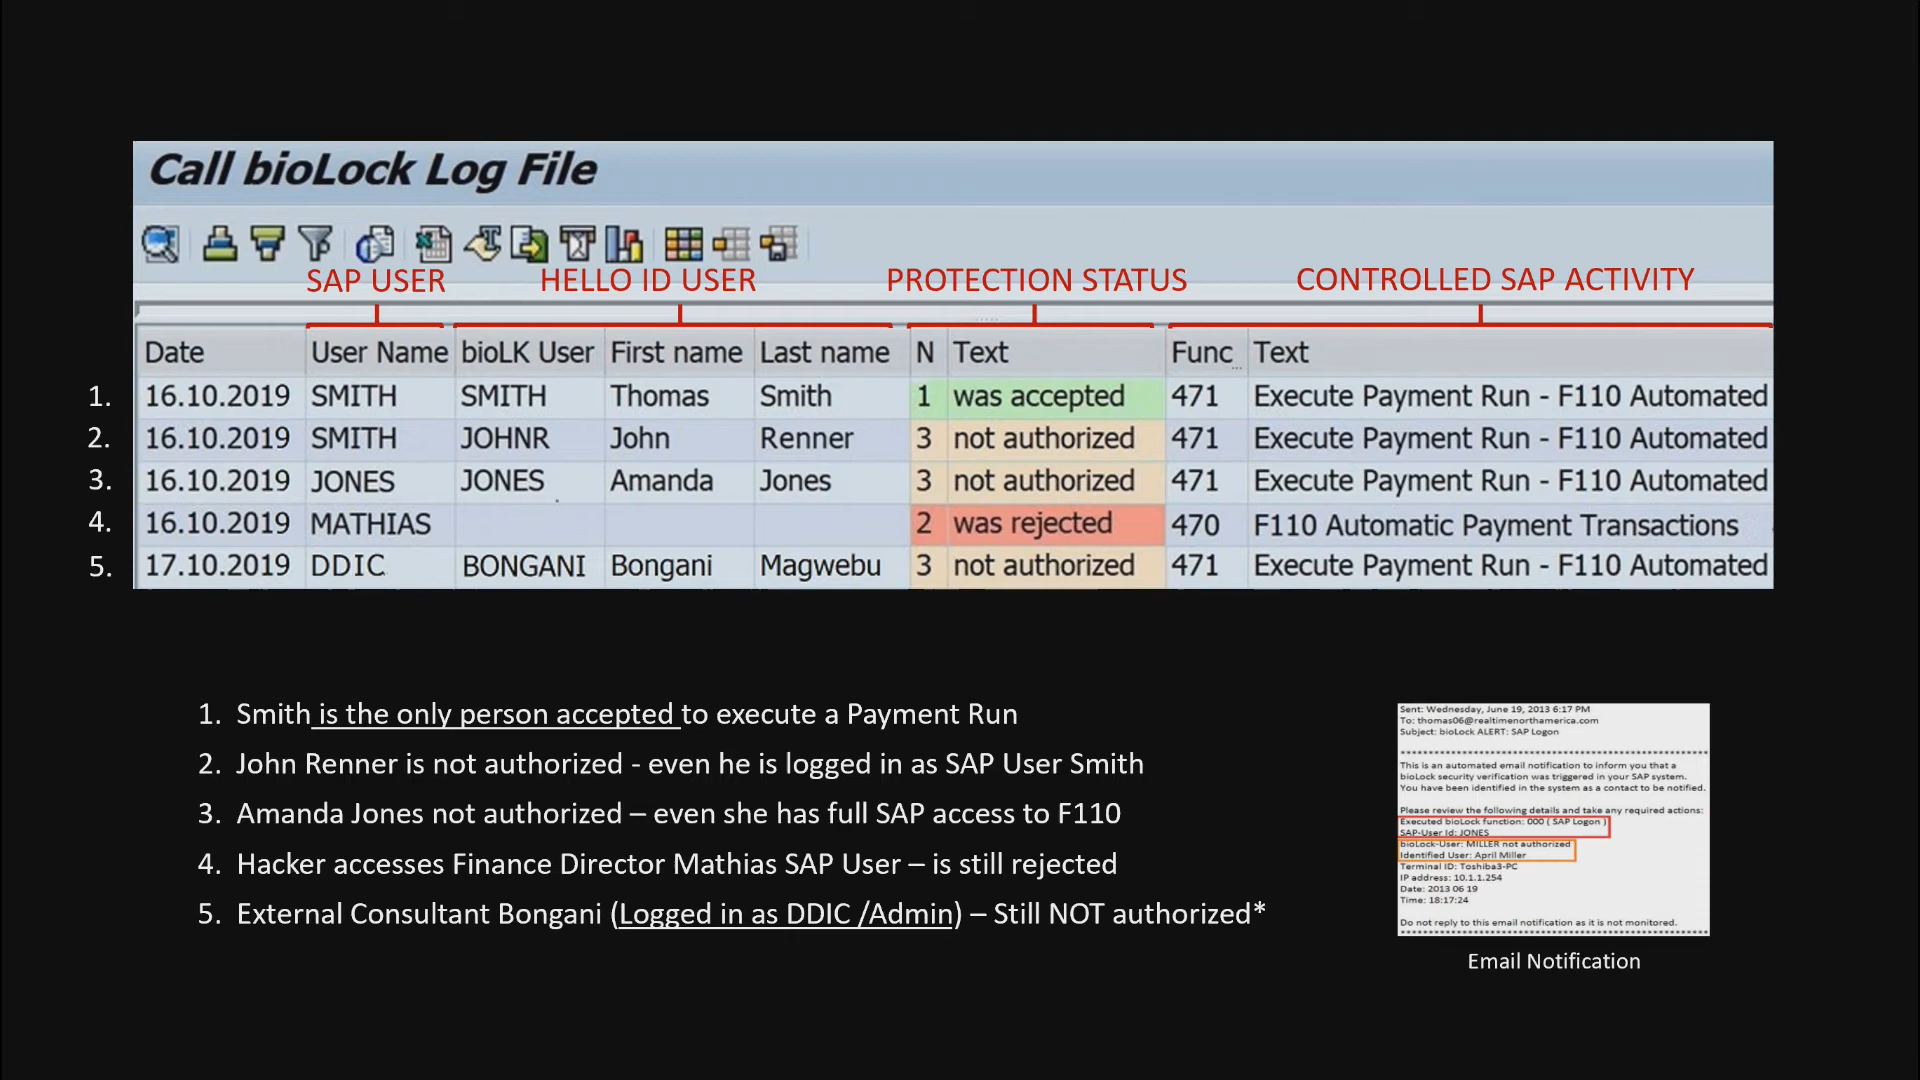 Call bioLock Log File
SAP USER HELLO ID USER PROTECTION STATUS CONTROLLED SAP ACTIVITY
Date User Name bioLK User First name Last name N Text Func Text
1. 16.10.2019 SMITH SMITH Thomas Smith 1 was accepted 471 Execute Payment Run - F110 Automated
2. 16.10.2019 SMITH JOHNR John Renner 3 not authorized 471 Execute Payment Run - F110 Automated
3. 16.10.2019 JONES JONES Amanda Jones 3 not authorized 471 Execute Payment Run - F110 Automated
4. 16.10.2019 MATHIAS 2 was rejected 470 F110 Automatic Payment Transactions
5. 17.10.2019 DDIC BONGANI Bongani Magwebu 3 not authorized 471 Execute Payment Run - F110 Automated
1. Smith is the only person accepted to execute a Payment Run
2. John Renner is not authorized - even he is logged in as SAP User Smith
3. Amanda Jones not authorized – even she has full SAP access to F110
4. Hacker accesses Finance Director Mathias SAP User – is still rejected
5. External Consultant Bongani (Logged in as DDIC /Admin) – Still NOT authorized*
Sent: Wednesday, June 19, 2013 6:17 PM
To: thomas06@realtimenorthamerica.com
Subject: bioLock ALERT: SAP Logon
This is an automated email notification to inform you that a
bioLock security verification was triggered in your SAP system.
You have been identified in the system as a contact to be notified.
Please review the following details and take any required actions:
Executed bioLock function: 000 ( SAP Logon )
SAP-User Id: JONES
bioLock-User: MILLER not authorized
Identified User: April Miller
Terminal ID: Toshiba3-PC
IP address: 10.1.1.254
Date: 2013 06 19
Time: 18:17:24
Do not reply to this email notification as it is not monitored.
Email Notification